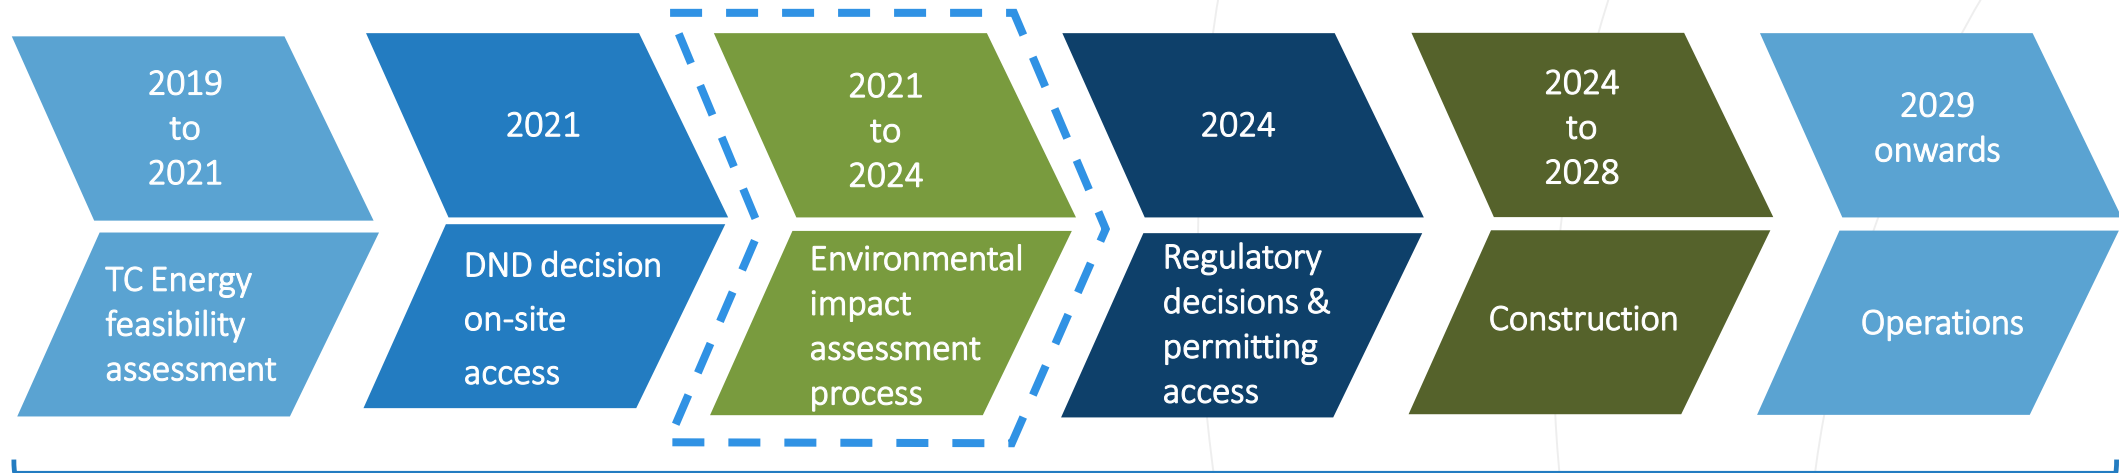 2019
to
2021
TC Energy
feasibility
assessment
2021
DND decision
on-site
access
2021
to
2024
Environmental
impact
assessment
process
2024
Regulatory
decisions &
permitting
access
2024
to
2028
Construction
2029
onwards
Operations